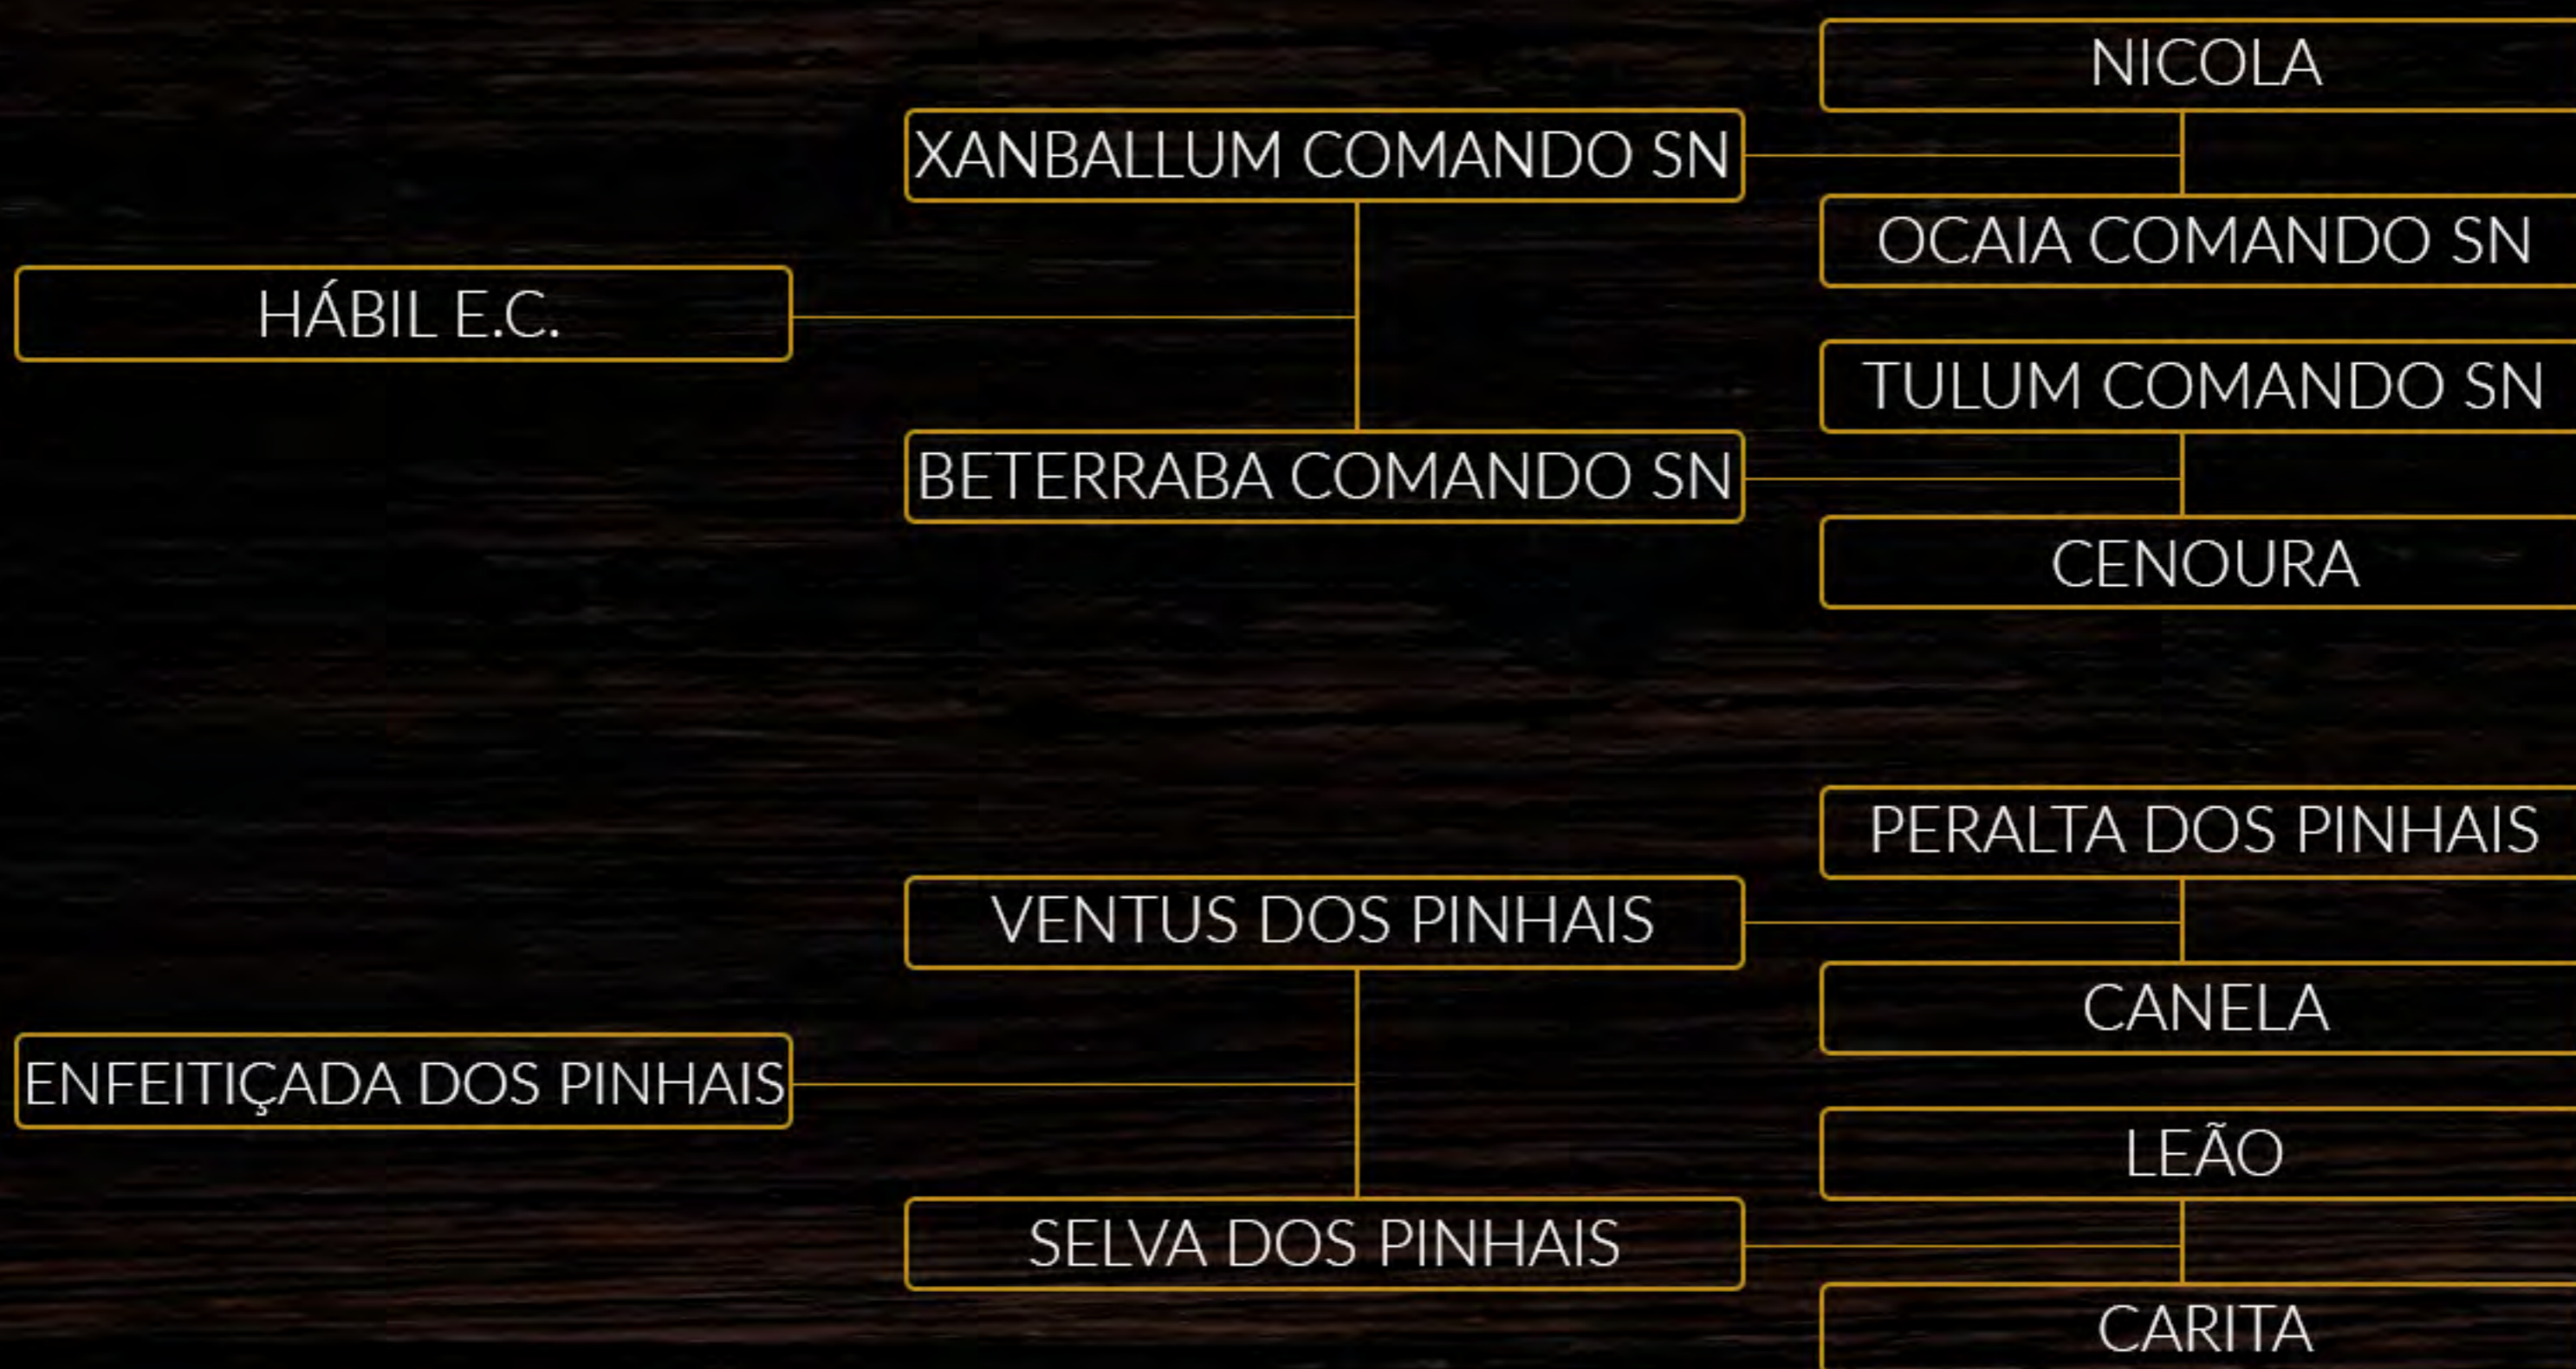 NICOLA
XANBALLUM COMANDO SN
OCAIA COMANDO SN
HÁBIL E.C.
TULUM COMANDO SN
BETERRABA COMANDO SN
CENOURA
PERALTA DOS PINHAIS
VENTUS DOS PINHAIS
CANELA
ENFEITIÇADA DOS PINHAIS
LEÃO
SELVA DOS PINHAIS
CARITA